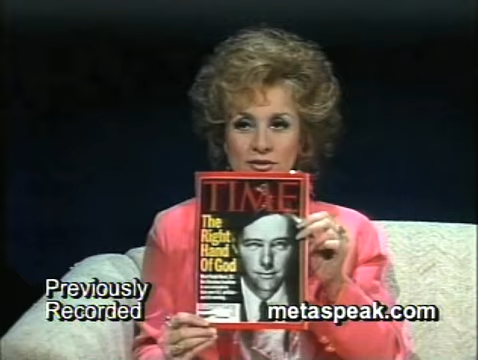 TIME
The
Right
Hand
Of God
Previously
Recorded
metaspeak.com